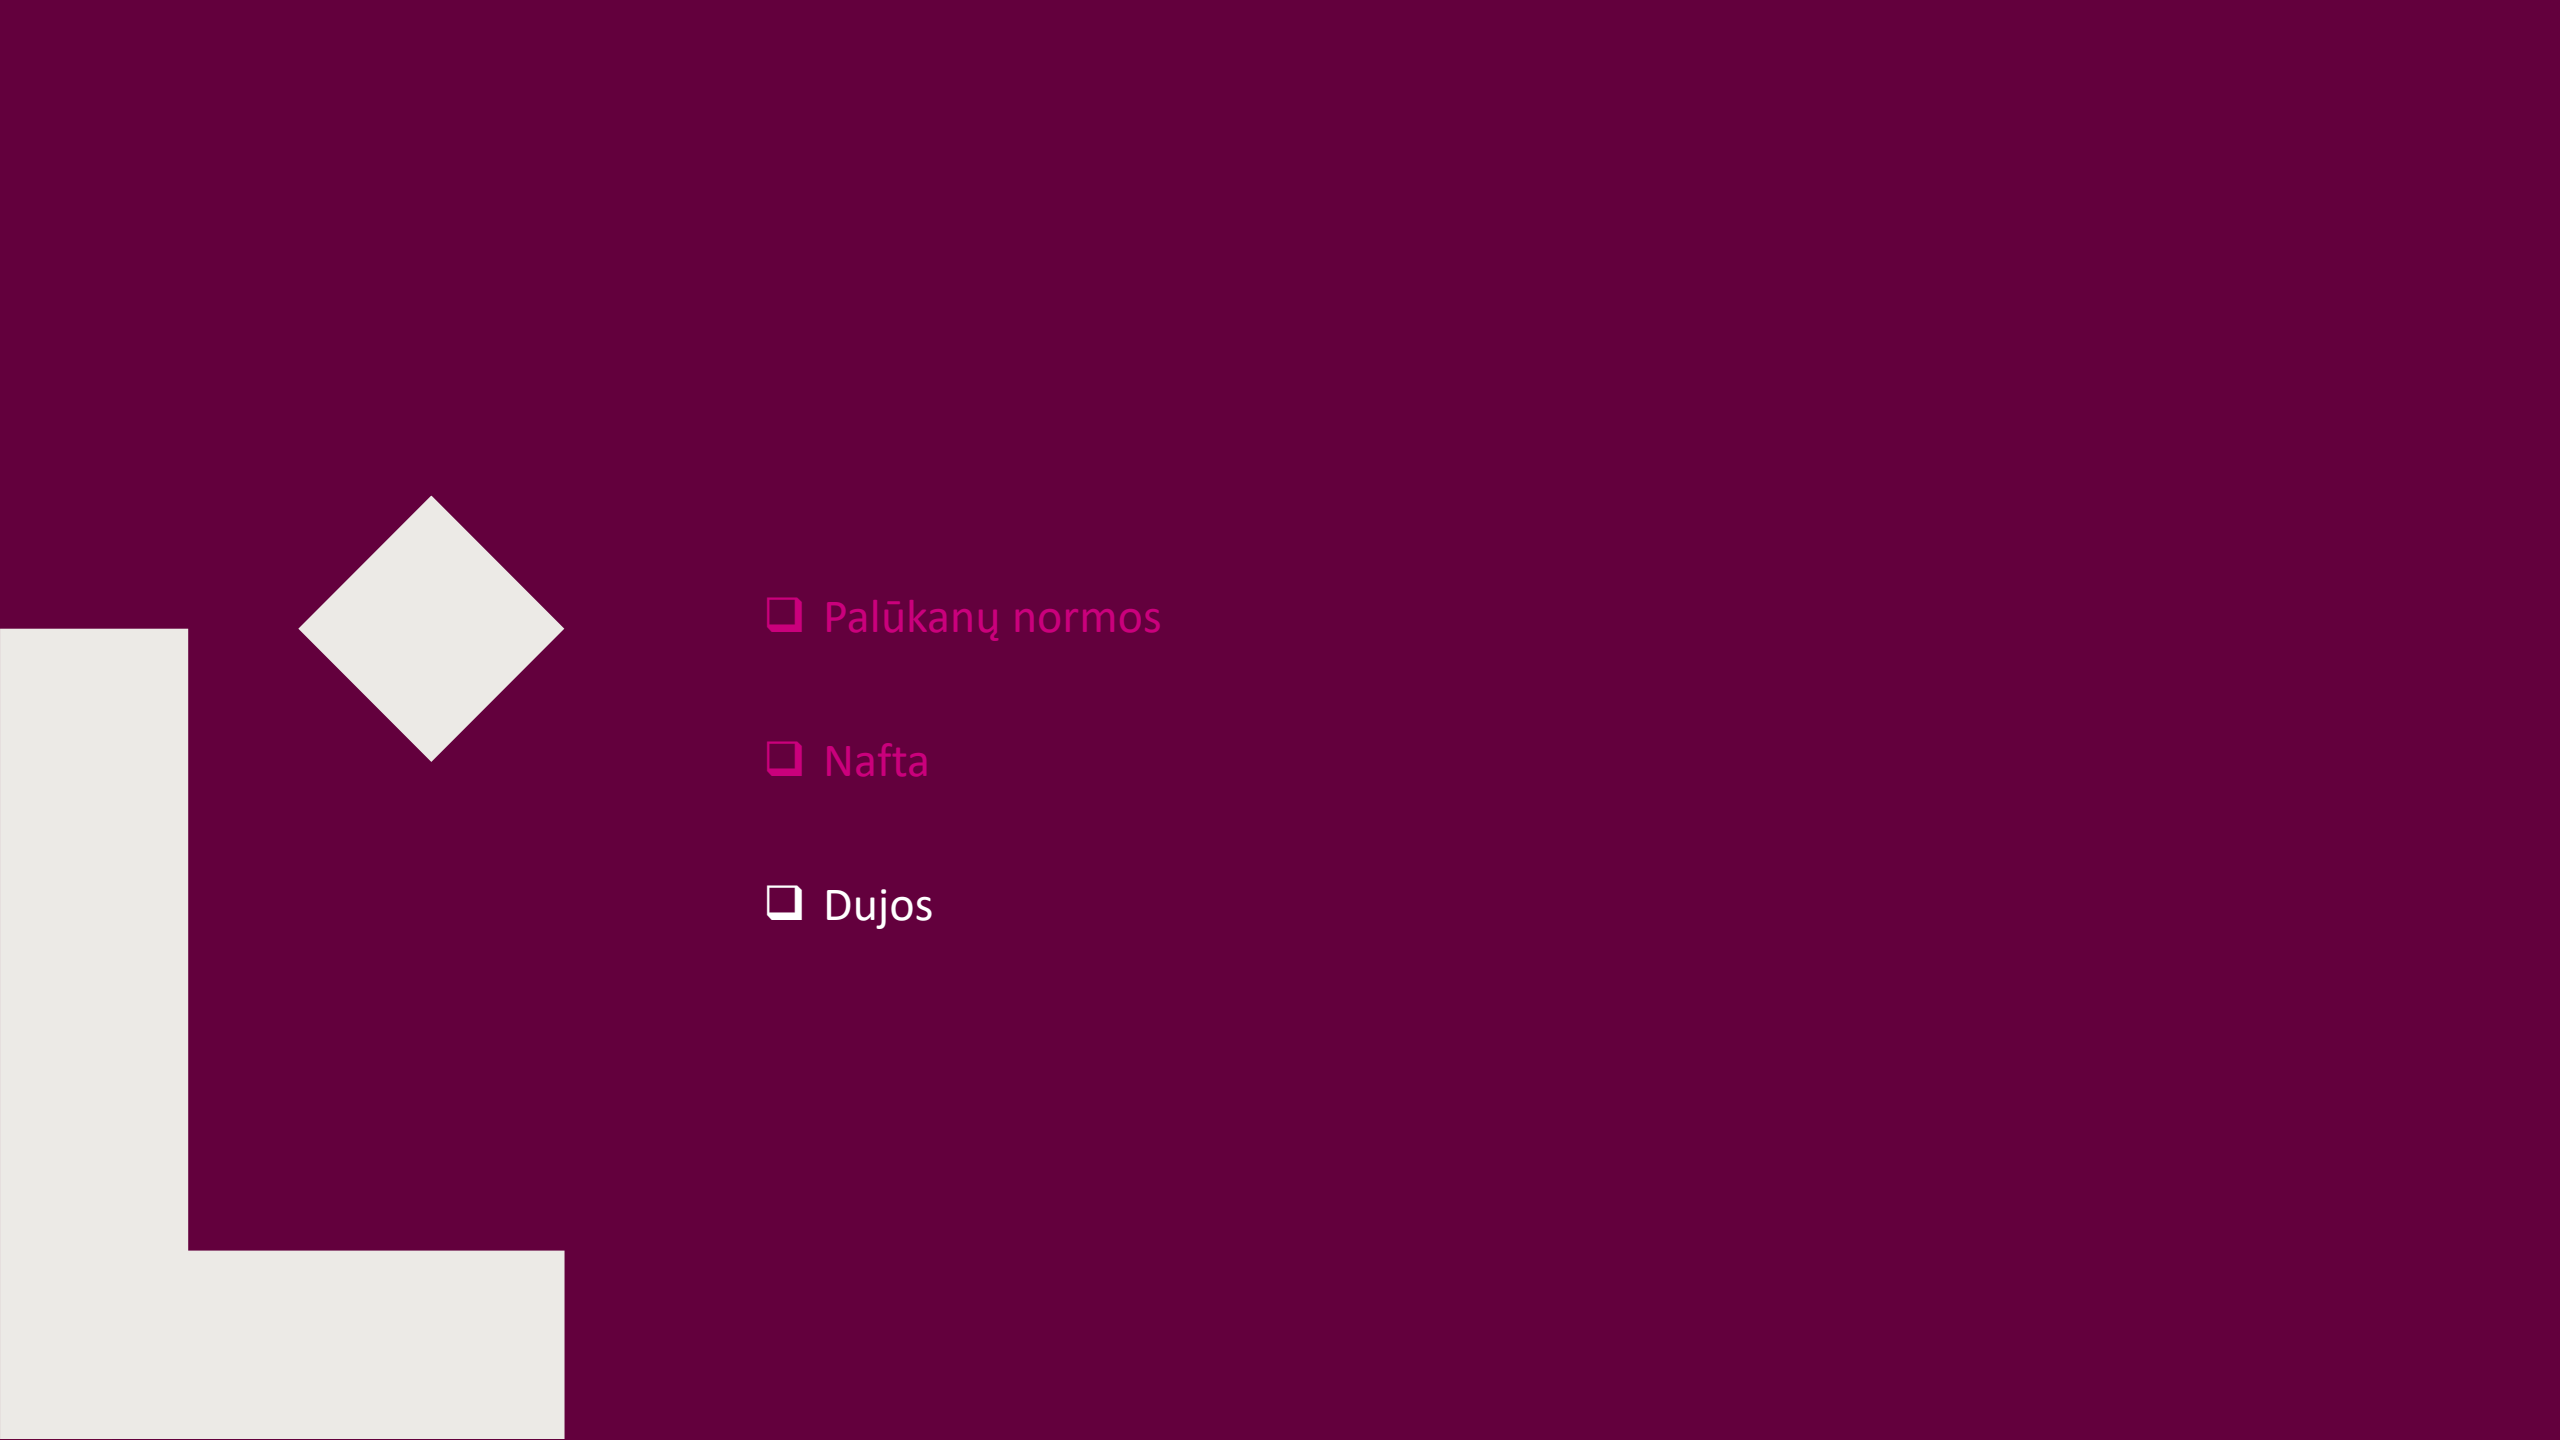 ❑ Palūkanų normos
❑ Nafta
❑ Dujos